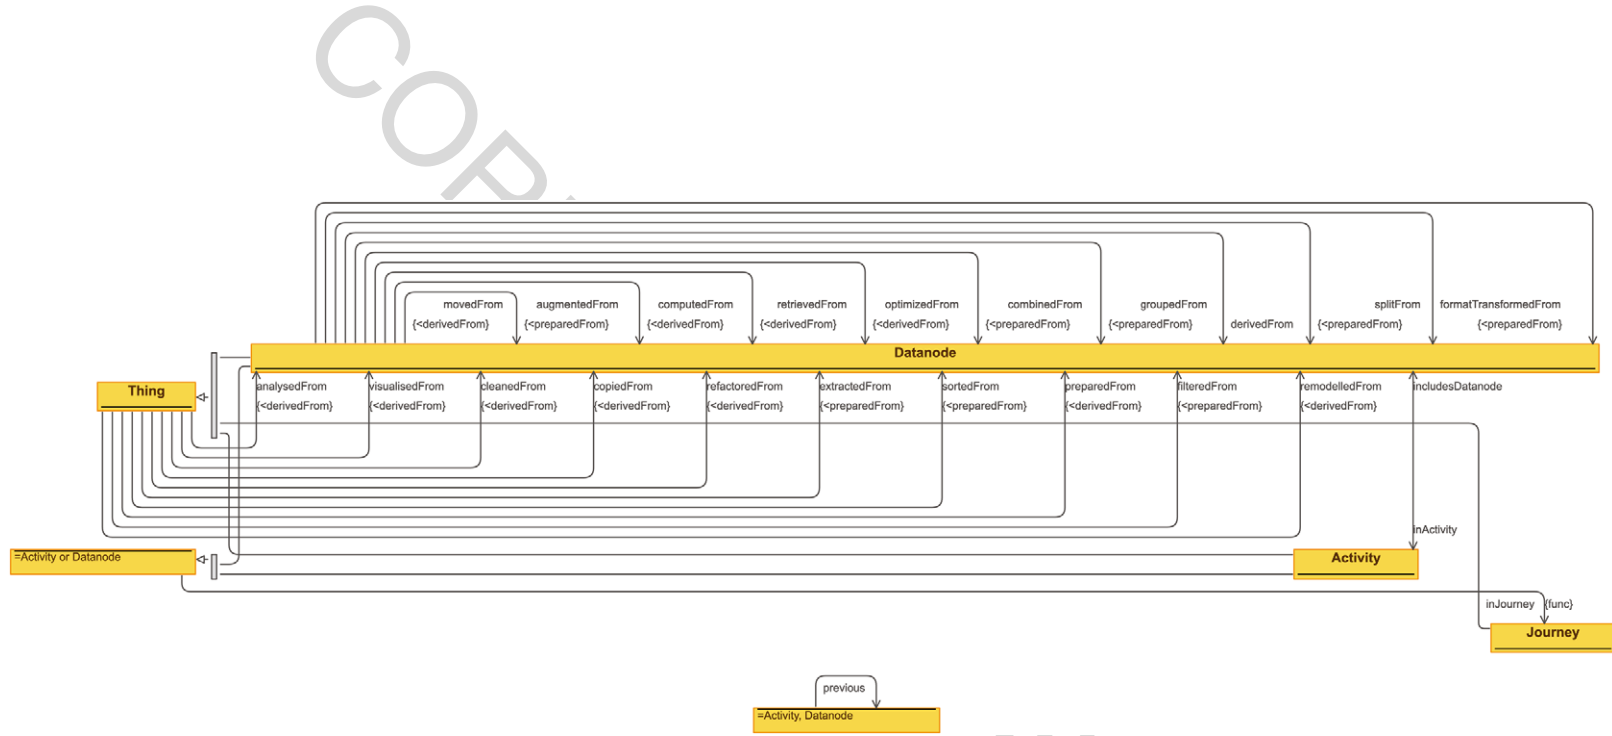 COP
movedFrom augmentedFrom computedFrom retrievedFrom optimizedFrom combinedFrom groupedFrom splitFrom formatTransformedFrom
{<derivedFrom} {<preparedFrom} {<derivedFrom} {<derivedFrom} {<derivedFrom} {<preparedFrom} {<preparedFrom} derivedFrom {<preparedFrom} {<preparedFrom}
Datanode
Thing
analysedFrom visualisedFrom cleanedFrom copiedFrom refactoredFrom extractedFrom sortedFrom preparedFrom filteredFrom remodelledFrom includesDatanode
{<derivedFrom} {<derivedFrom} {<derivedFrom} {<derivedFrom} {<derivedFrom} {<preparedFrom} {<preparedFrom} {<derivedFrom} {<preparedFrom} {<derivedFrom}
inActivity
=Activity or Datanode
Activity
inJourney {func}
Journey
previous
=Activity, Datanode